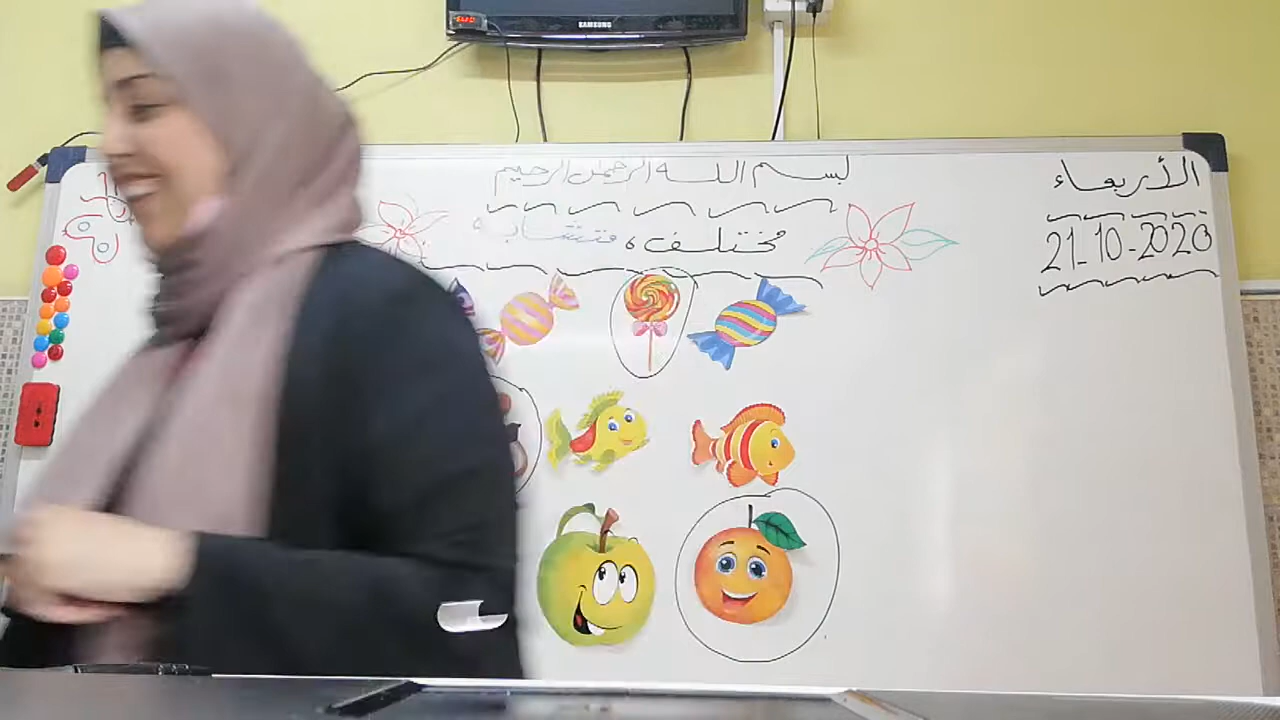 SAMSUNG
بسم الله الرحمن الرحيم
الأربعاء
21-10-2020
مختلف، متشابه